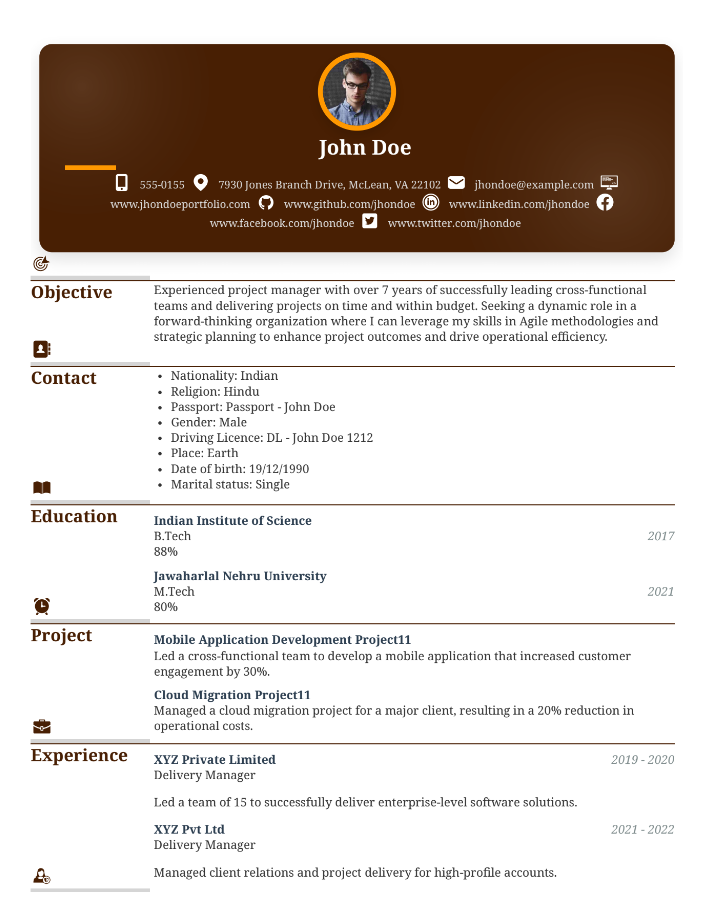 John Doe
555-0155 7930 Jones Branch Drive, McLean, VA 22102 jhondoe@example.com
www.jhondoeportfolio.com www.github.com/jhondoe www.linkedin.com/jhondoe
www.facebook.com/jhondoe www.twitter.com/jhondoe
Objective
Experienced project manager with over 7 years of successfully leading cross-functional
teams and delivering projects on time and within budget. Seeking a dynamic role in a
forward-thinking organization where I can leverage my skills in Agile methodologies and
strategic planning to enhance project outcomes and drive operational efficiency.
Contact
• Nationality: Indian
• Religion: Hindu
• Passport: Passport - John Doe
• Gender: Male
• Driving Licence: DL - John Doe 1212
• Place: Earth
• Date of birth: 19/12/1990
• Marital status: Single
Education
Indian Institute of Science
B.Tech 2017
88%
Jawaharlal Nehru University
M.Tech 2021
80%
Project
Mobile Application Development Project11
Led a cross-functional team to develop a mobile application that increased customer
engagement by 30%.
Cloud Migration Project11
Managed a cloud migration project for a major client, resulting in a 20% reduction in
operational costs.
Experience
XYZ Private Limited 2019 - 2020
Delivery Manager
Led a team of 15 to successfully deliver enterprise-level software solutions.
XYZ Pvt Ltd 2021 - 2022
Delivery Manager
Managed client relations and project delivery for high-profile accounts.